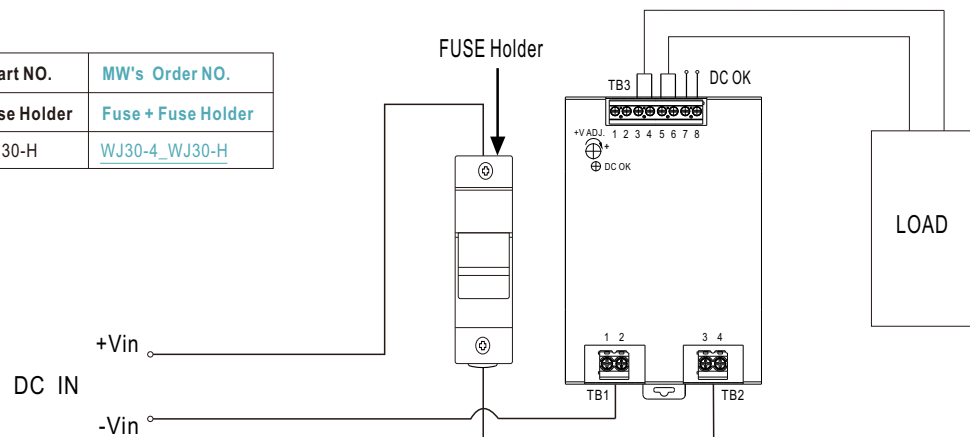 FUSE Holder
art NO. MW's Order NO.
se Holder Fuse + Fuse Holder
30-H WJ30-4_WJ30-H
TB3 DC OK
+V ADJ. 1 2 3 4 5 6 7 8
+
DC OK
LOAD
+Vin
DC IN
-Vin
1 2 3 4
TB1 TB2